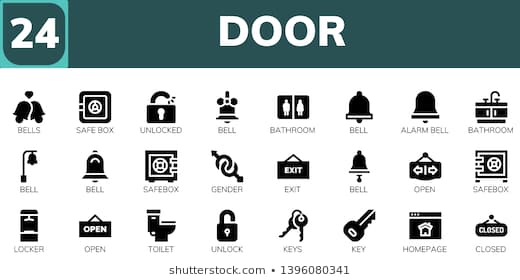 24
DOOR
BELLS SAFE BOX UNLOCKED BELL BATHROOM BELL ALARM BELL BATHROOM
BELL BELL SAFEBOX GENDER EXIT EXIT BELL OPEN SAFEBOX
LOCKER OPEN OPEN TOILET UNLOCK KEYS KEY HOMEPAGE CLOSED CLOSED
shutterstock.com • 1396080341